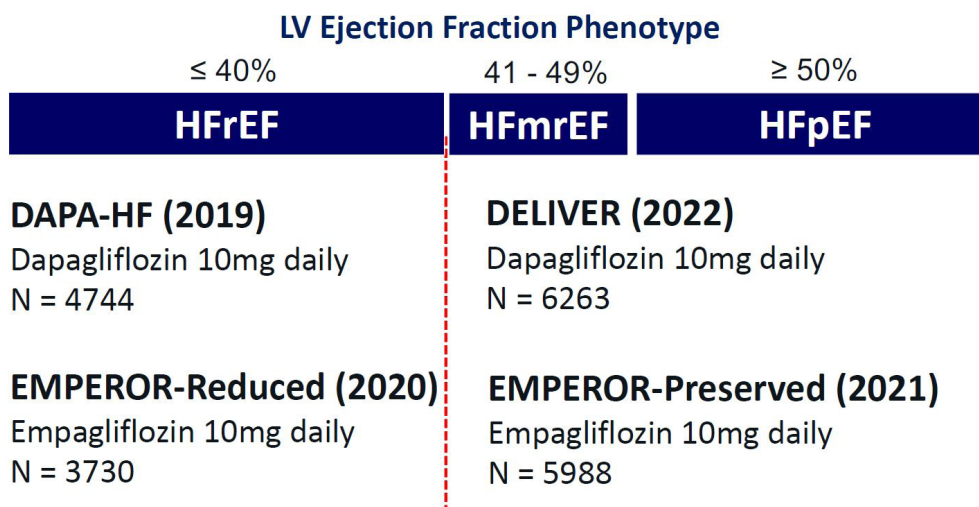 LV Ejection Fraction Phenotype
≤ 40%
41 - 49%
≥ 50%
HFrEF
HFmrEF
HFpEF
DAPA-HF (2019)
Dapagliflozin 10mg daily
N = 4744
DELIVER (2022)
Dapagliflozin 10mg daily
N = 6263
EMPEROR-Reduced (2020)
Empagliflozin 10mg daily
N = 3730
EMPEROR-Preserved (2021)
Empagliflozin 10mg daily
N = 5988